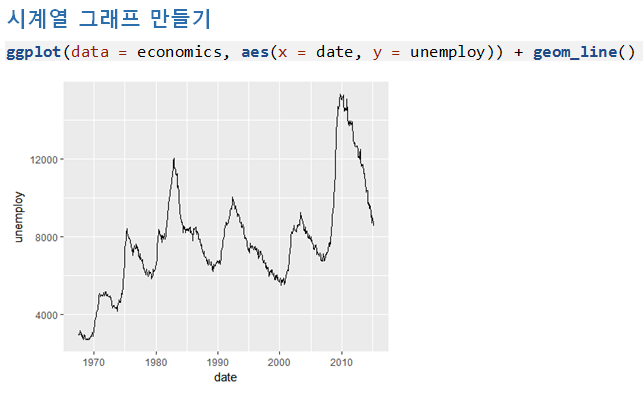 시계열 그래프 만들기
ggplot(data = economics, aes(x = date, y = unemploy)) + geom_line()
12000
8000
4000
unemploy
1970 1980 1990 2000 2010
date